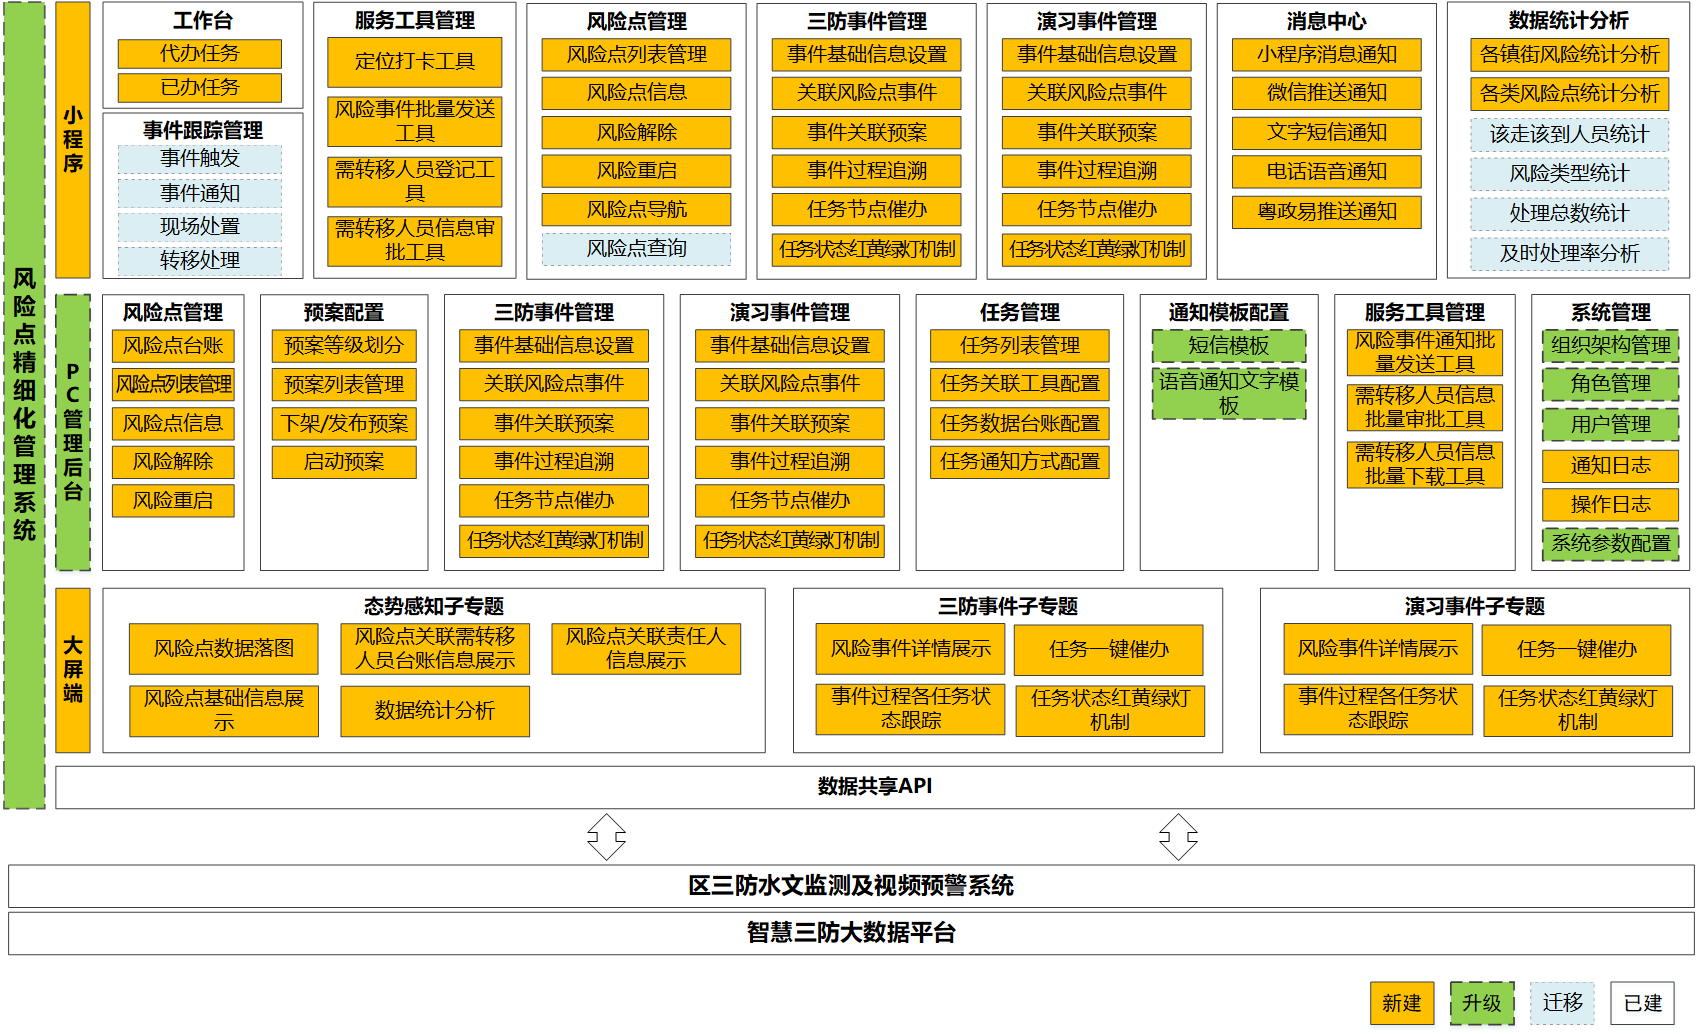 风险点精细化管理系统
小程序
工作台
代办任务
已办任务
事件跟踪管理
事件触发
事件通知
现场处置
转移处理
服务工具管理
定位打卡工具
风险事件批量发送
工具
需转移人员登记工
具
需转移人员信息审
批工具
风险点管理
风险点列表管理
风险点信息
风险解除
风险重启
风险点导航
风险点查询
三防事件管理
事件基础信息设置
关联风险点事件
事件关联预案
事件过程追溯
任务节点催办
任务状态红黄绿灯机制
演习事件管理
事件基础信息设置
关联风险点事件
事件关联预案
事件过程追溯
任务节点催办
任务状态红黄绿灯机制
消息中心
小程序消息通知
微信推送通知
文字短信通知
电话语音通知
粤政易推送通知
数据统计分析
各镇街风险统计分析
各类风险点统计分析
该走该到人员统计
风险类型统计
处理总数统计
及时处理率分析
PC管理后台
风险点管理
风险点台账
风险点列表管理
风险点信息
风险解除
风险重启
预案配置
预案等级划分
预案列表管理
下架/发布预案
启动预案
三防事件管理
事件基础信息设置
关联风险点事件
事件关联预案
事件过程追溯
任务节点催办
任务状态红黄绿灯机制
演习事件管理
事件基础信息设置
关联风险点事件
事件关联预案
事件过程追溯
任务节点催办
任务状态红黄绿灯机制
任务管理
任务列表管理
任务关联工具配置
任务数据台账配置
任务通知方式配置
通知模板配置
短信模板
语音通知文字模
板
服务工具管理
风险事件通知批
量发送工具
需转移人员信息
批量审批工具
需转移人员信息
批量下载工具
系统管理
组织架构管理
角色管理
用户管理
通知日志
操作日志
系统参数配置
大屏端
态势感知子专题
风险点数据落图
风险点关联需转移
人员台账信息展示
风险点关联责任人
信息展示
风险点基础信息展
示
数据统计分析
三防事件子专题
风险事件详情展示
任务一键催办
事件过程各任务状
态跟踪
任务状态红黄绿灯
机制
演习事件子专题
风险事件详情展示
任务一键催办
事件过程各任务状
态跟踪
任务状态红黄绿灯
机制
数据共享API
区三防水文监测及视频预警系统
智慧三防大数据平台
新建
升级
迁移
已建